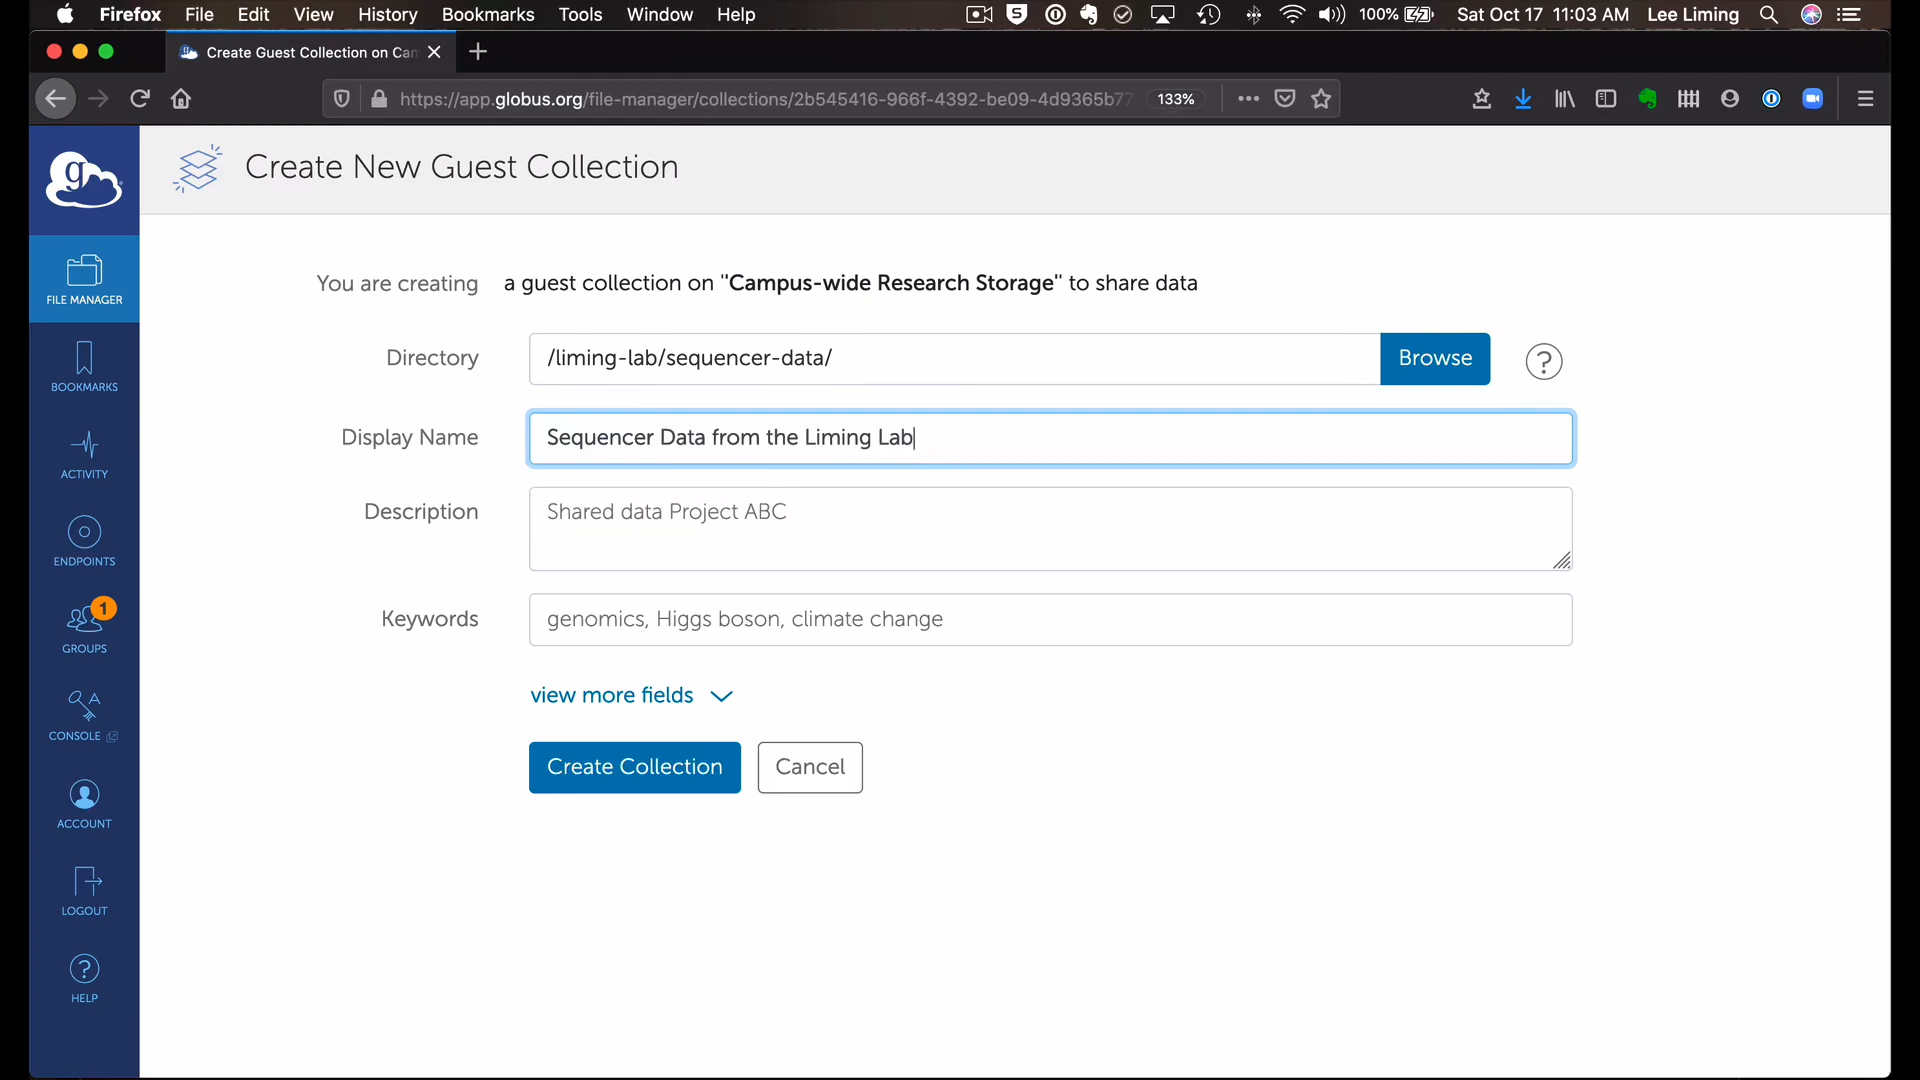 Firefox File Edit View History Bookmarks Tools Window Help 100% Sat Oct 17 11:03 AM Lee Liming
Create Guest Collection on Cam
https://app.globus.org/file-manager/collections/2b545416-966f-4392-be09-4d9365b77 133%
Create New Guest Collection
You are creating a guest collection on "Campus-wide Research Storage" to share data
Directory /liming-lab/sequencer-data/ Browse ?
Display Name Sequencer Data from the Liming Lab
Description Shared data Project ABC
Keywords genomics, Higgs boson, climate change
view more fields
Create Collection Cancel
g
FILE MANAGER
BOOKMARKS
ACTIVITY
ENDPOINTS
1
GROUPS
CONSOLE
ACCOUNT
LOGOUT
?
HELP